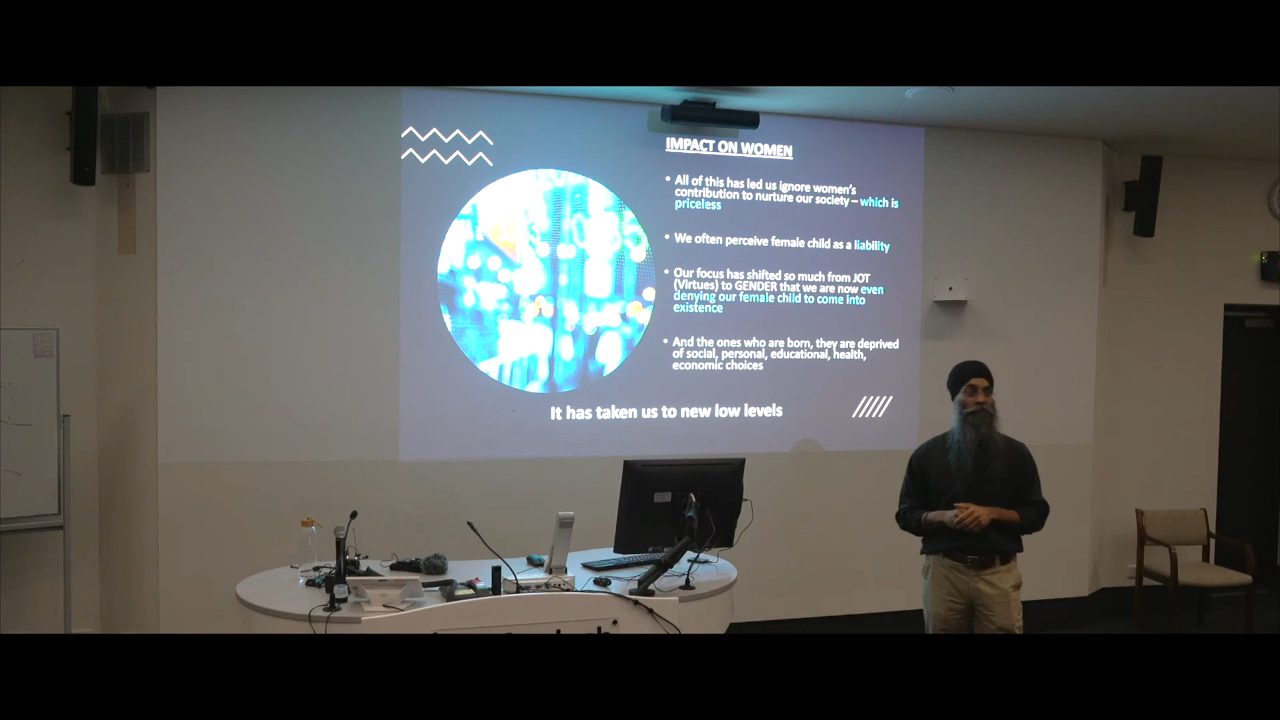 IMPACT ON WOMEN
• All of this has led us ignore women's
contribution to nurture our society – which is
priceless
• We often perceive female child as a liability
• Our focus has shifted so much from JOT
(Virtues) to GENDER that we are now even
denying our female child to come into
existence
• And the ones who are born, they are deprived
of social, personal, educational, health,
economic choices
It has taken us to new low levels